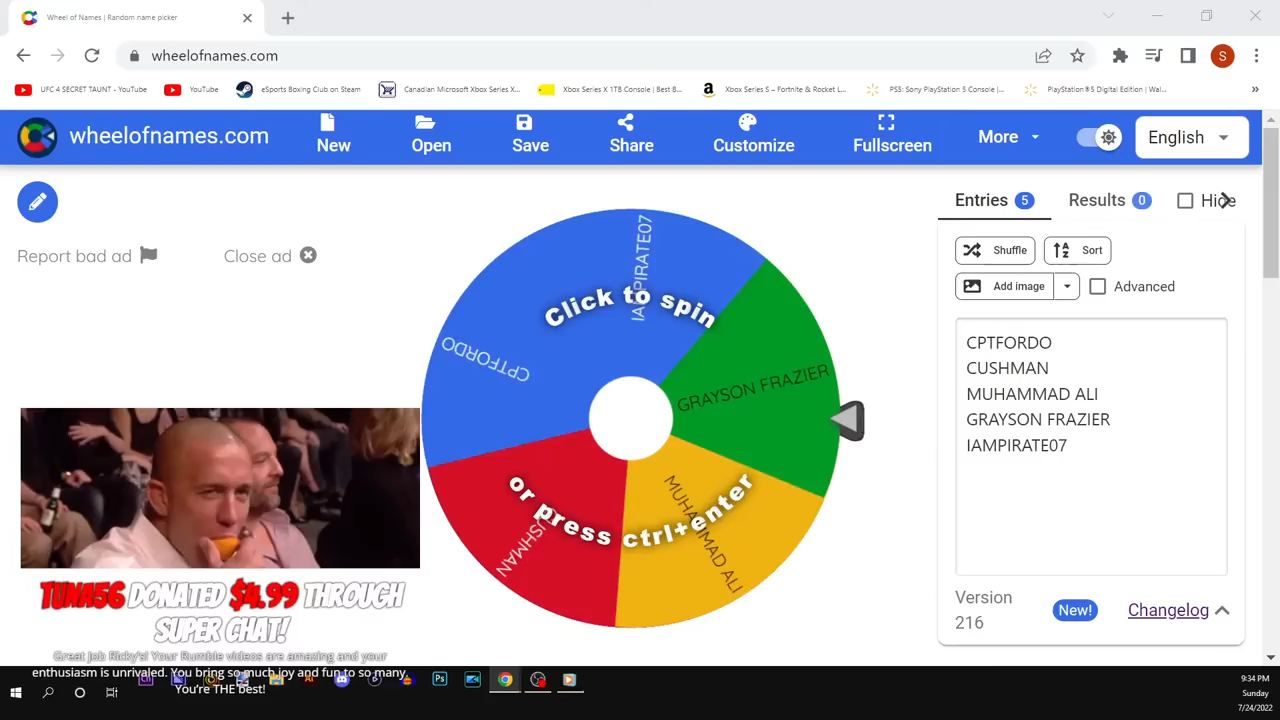 Wheel of Names | Random name picker
wheelofnames.com
S
UFC 4 SECRET TAUNT - YouTube
YouTube
eSports Boxing Club on Steam
Canadian Microsoft Xbox Series X...
Xbox Series X 1TB Console | Best B...
Xbox Series S – Fortnite & Rocket L...
PS5: Sony PlayStation 5 Console |...
PlayStation®5 Digital Edition | Wal...
wheelofnames.com
New
Open
Save
Share
Customize
Fullscreen
More
English
Report bad ad
Close ad
Entries 5
Results 0
Hide
Shuffle
Sort
Add image
Advanced
CPTFORDO
CUSHMAN
MUHAMMAD ALI
GRAYSON FRAZIER
IAMPIRATE07
Version 216
New!
Changelog
IAMPIRATE07
Click to spin
CPTFORDO
GRAYSON FRAZIER
MUHAMMAD ALI
or press ctrl+enter
TUNA56 DONATED $4.99 THROUGH
SUPER CHAT!
Great job Ricky's! Your Rumble videos are amazing and your
enthusiasm is unrivaled. You bring so much joy and fun to so many.
You're THE best!
Ps
9:34 PM
Sunday
7/24/2022